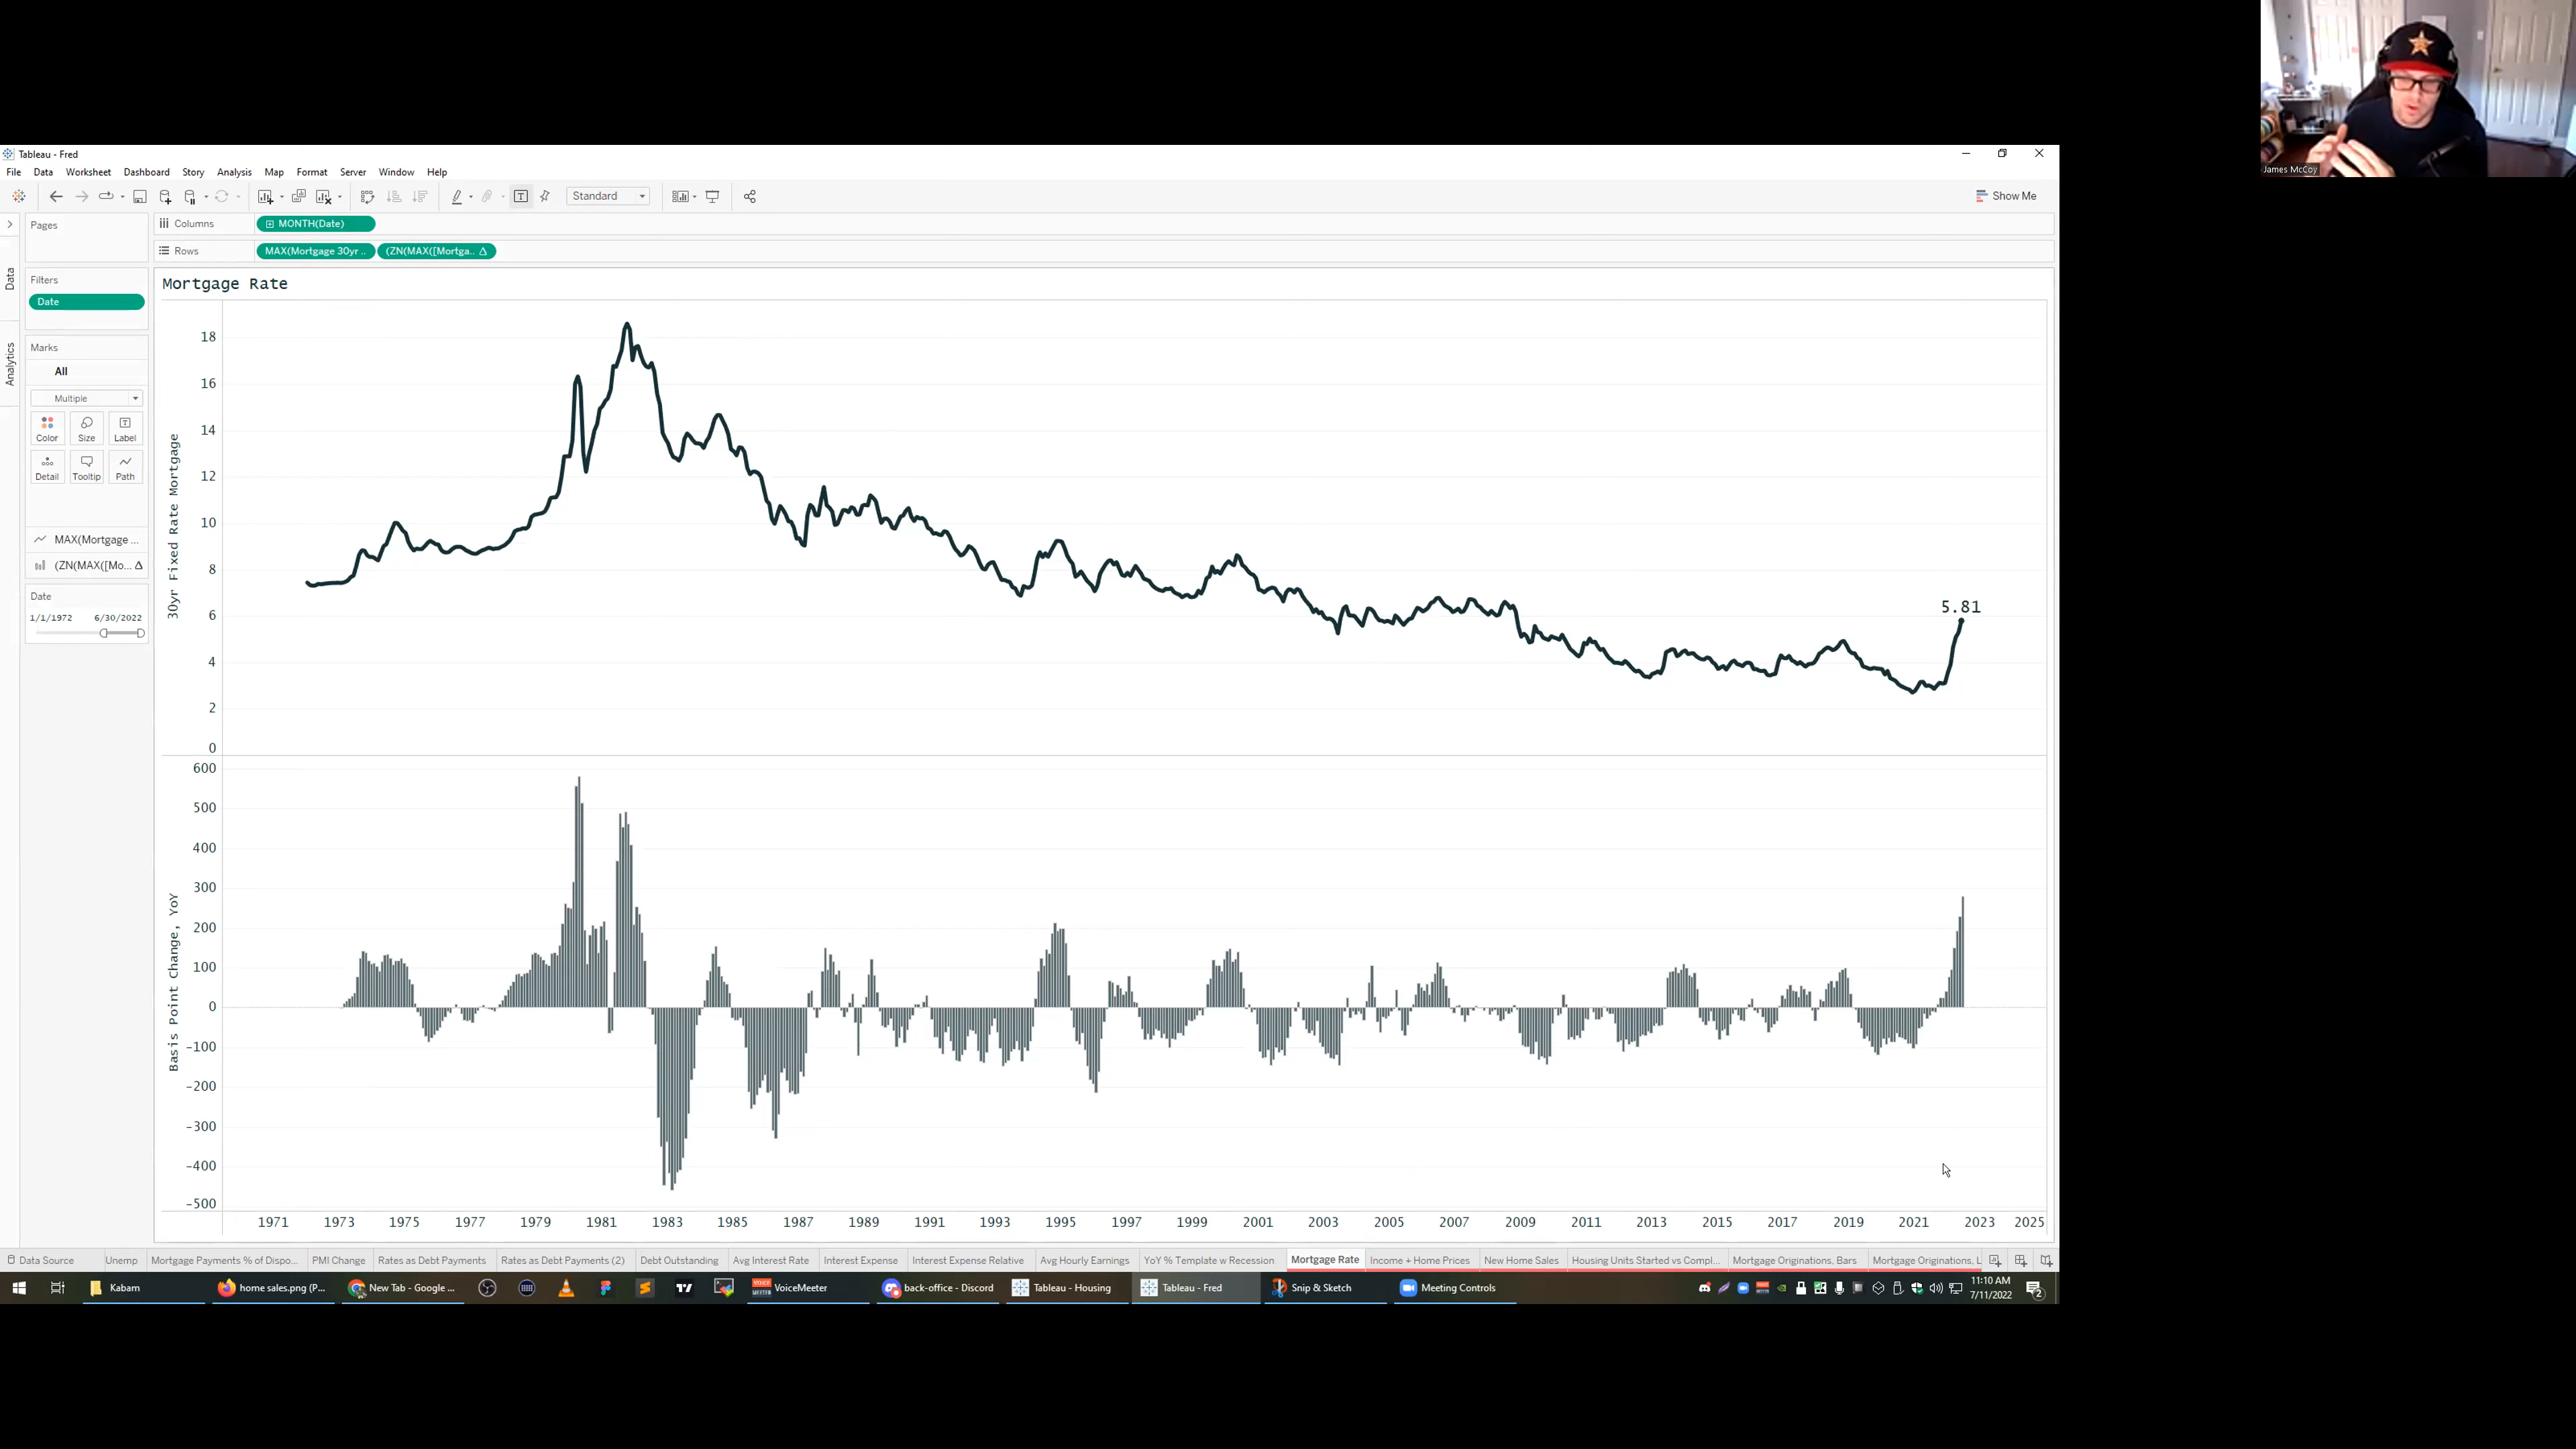 James McCoy
Tableau - Fred
File Data Worksheet Dashboard Story Analysis Map Format Server Window Help
Standard
Show Me
Pages
Columns
MONTH(Date)
Rows
MAX(Mortgage 30yr ..
(ZN(MAX([Mortga.. Δ
Data
Analytics
Filters
Date
Marks
All
Multiple
Color Size Label
Detail Tooltip Path
MAX(Mortgage ...
(ZN(MAX([Mo... Δ
Date
1/1/1972 6/30/2022
Mortgage Rate
30yr Fixed Rate Mortgage
18
16
14
12
10
8
6
4
2
0
5.81
Basis Point Change, YoY
600
500
400
300
200
100
0
-100
-200
-300
-400
-500
1971 1973 1975 1977 1979 1981 1983 1985 1987 1989 1991 1993 1995 1997 1999 2001 2003 2005 2007 2009 2011 2013 2015 2017 2019 2021 2023 2025
Data Source Unemp Mortgage Payments % of Dispo... PMI Change Rates as Debt Payments Rates as Debt Payments (2) Debt Outstanding Avg Interest Rate Interest Expense Interest Expense Relative Avg Hourly Earnings YoY % Template w Recession Mortgage Rate Income + Home Prices New Home Sales Housing Units Started vs Compl... Mortgage Originations, Bars Mortgage Originations, L
Kabam home sales.png (P... New Tab - Google ... VoiceMeeter back-office - Discord Tableau - Housing Tableau - Fred Snip & Sketch Meeting Controls
11:10 AM
7/11/2022
2